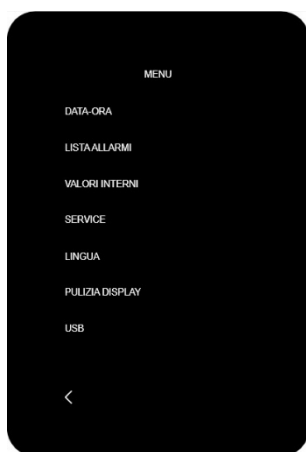 MENU
DATA-ORA
LISTA ALLARMI
VALORI INTERNI
SERVICE
LINGUA
PULIZIA DISPLAY
USB